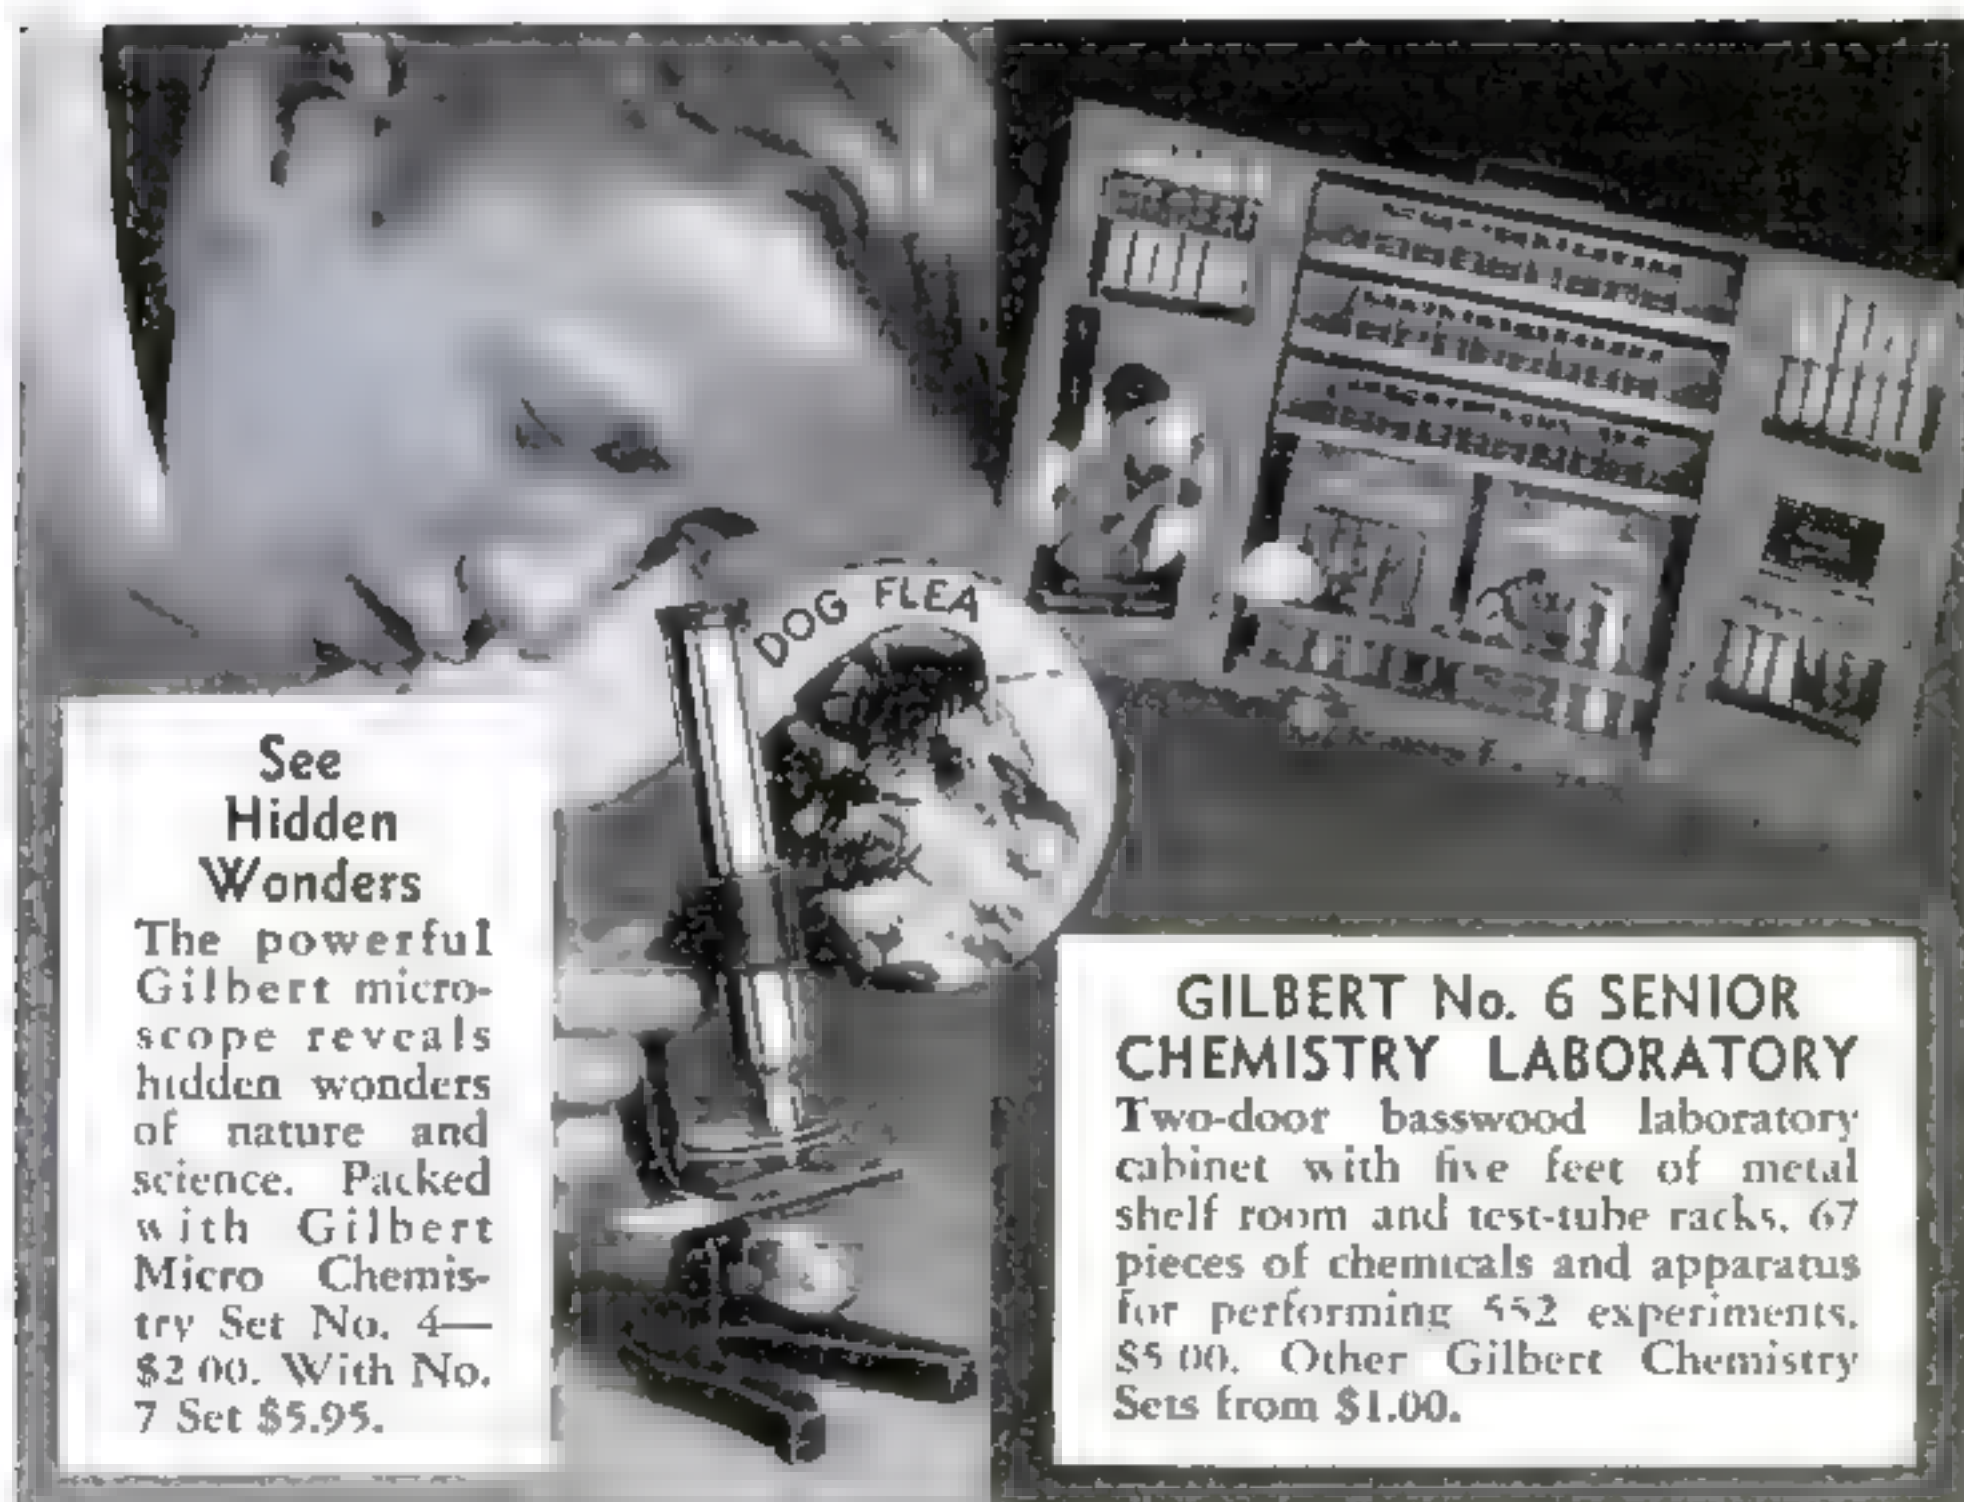 See
Hidden
Wonders
The powerful
Gilbert micro-
scope reveals
hidden wonders
of nature and
science. Packed
with Gilbert
Micro Chemis-
try Set No. 4—
$2.00. With No.
7 Set $5.95.
DOG FLEA
GILBERT No. 6 SENIOR
CHEMISTRY LABORATORY
Two-door basswood laboratory
cabinet with five feet of metal
shelf room and test-tube racks, 67
pieces of chemicals and apparatus
for performing 552 experiments.
$5.00. Other Gilbert Chemistry
Sets from $1.00.